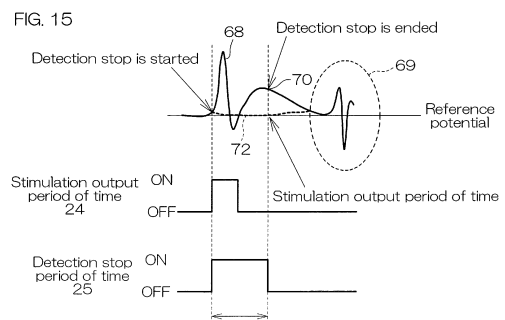 FIG. 15
68
Detection stop is ended
Detection stop is started
70
69
Reference
potential
72
Stimulation output
period of time
24
ON
OFF
Stimulation output period of time
Detection stop
period of time
25
ON
OFF